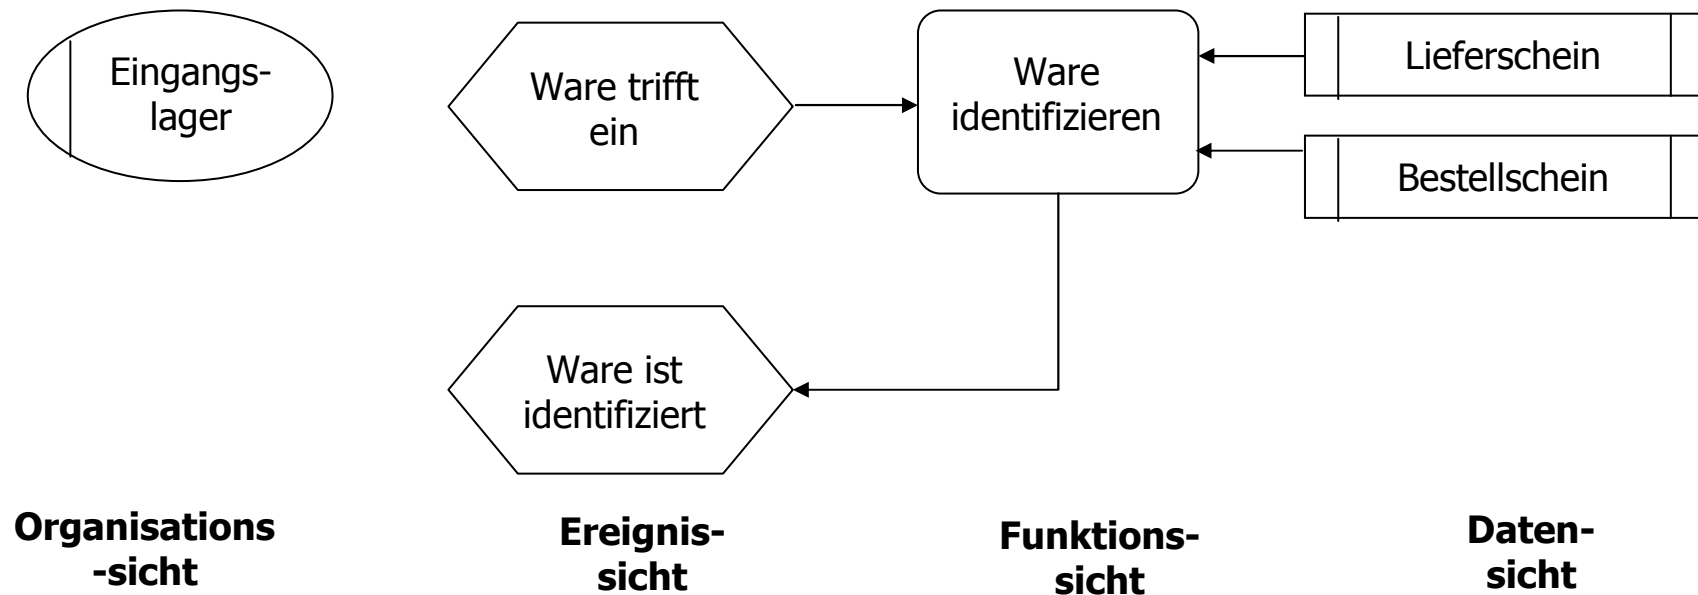 Eingangs-
lager
Ware trifft
ein
Ware
identifizieren
Lieferschein
Bestellschein
Ware ist
identifiziert
Organisations
-sicht
Ereignis-
sicht
Funktions-
sicht
Daten-
sicht